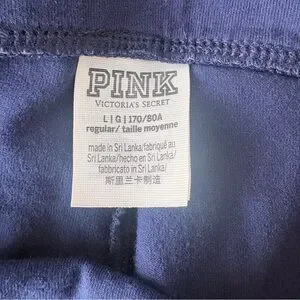 PINK
VICTORIA'S SECRET
L | G | 170/80A
regular/ taille moyenne
made in Sri Lanka/fabriqué au
Sri Lanka/hecho en Sri Lanka/
fabbricato in Sri Lanka/
斯里兰卡制造